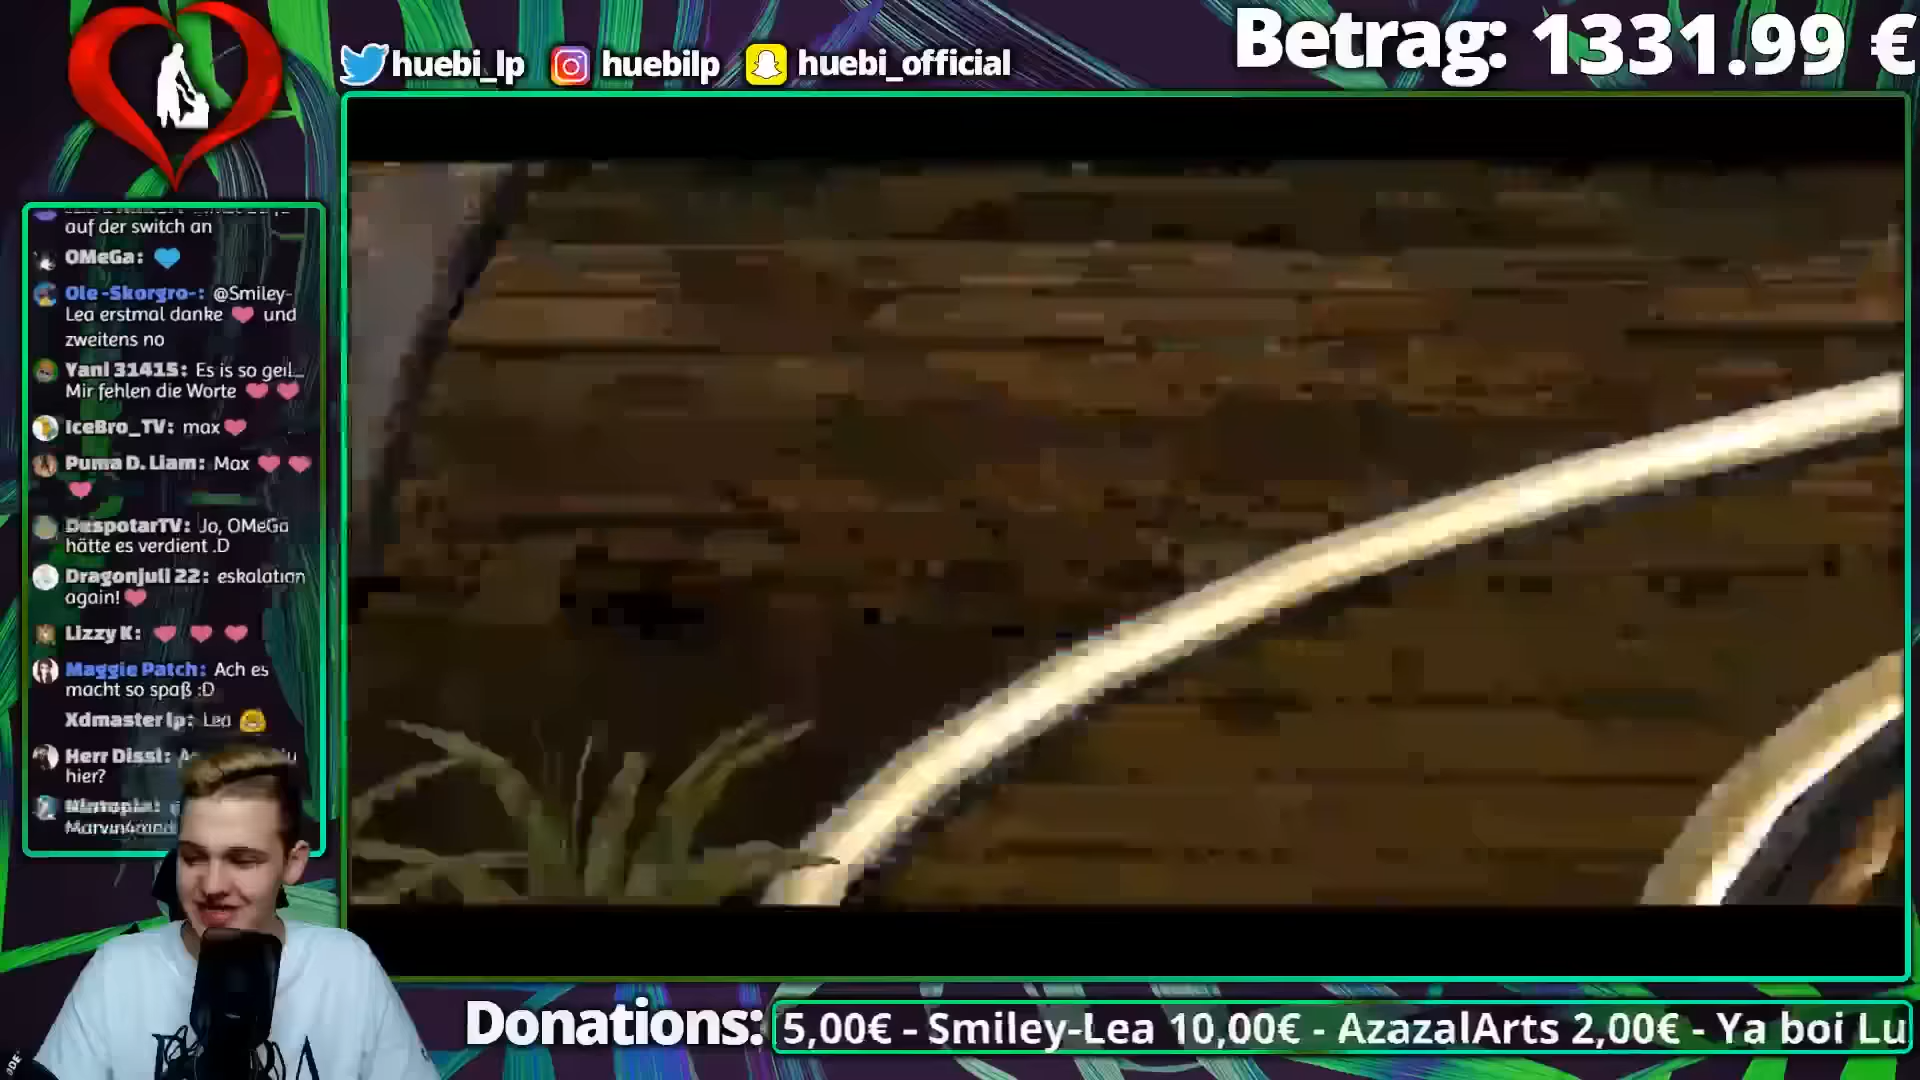 huebi_lp huebilp huebi_official
Betrag: 1331.99 €
auf der switch an
OMeGa:
Ole -Skorgro-: @Smiley-
Lea erstmal danke und
zweitens no
Yani 31415: Es is so geil...
Mir fehlen die Worte
IceBro_TV: max
Puma D. Liam: Max
DespotarTV: Jo, OMeGa
hätte es verdient .D
Dragonjuli 22: eskalation
again!
Lizzy K:
Maggie Patch: Ach es
macht so spaß :D
Xdmaster lp: Lea
Herr Dissi:
hier?
Donations: 5,00€ - Smiley-Lea 10,00€ - AzazalArts 2,00€ - Ya boi Lu